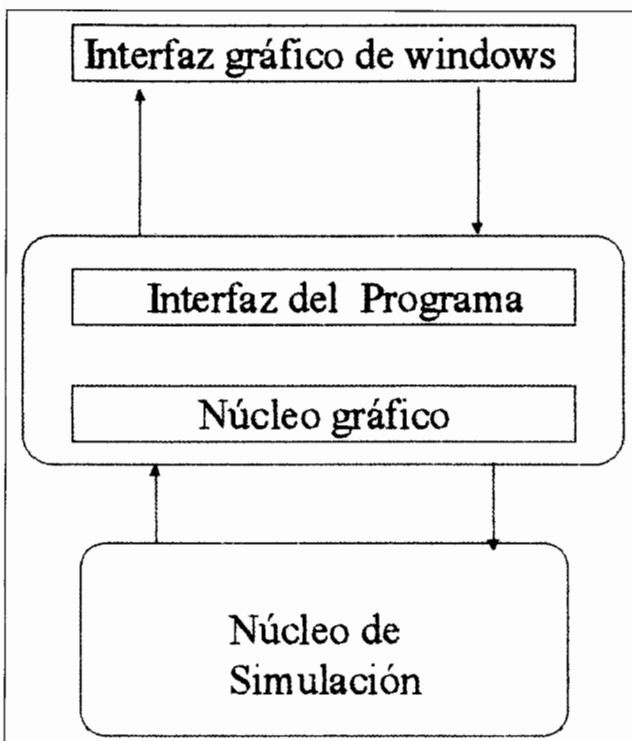 Interfaz gráfico de windows
Interfaz del Programa
Núcleo gráfico
Núcleo de
Simulación